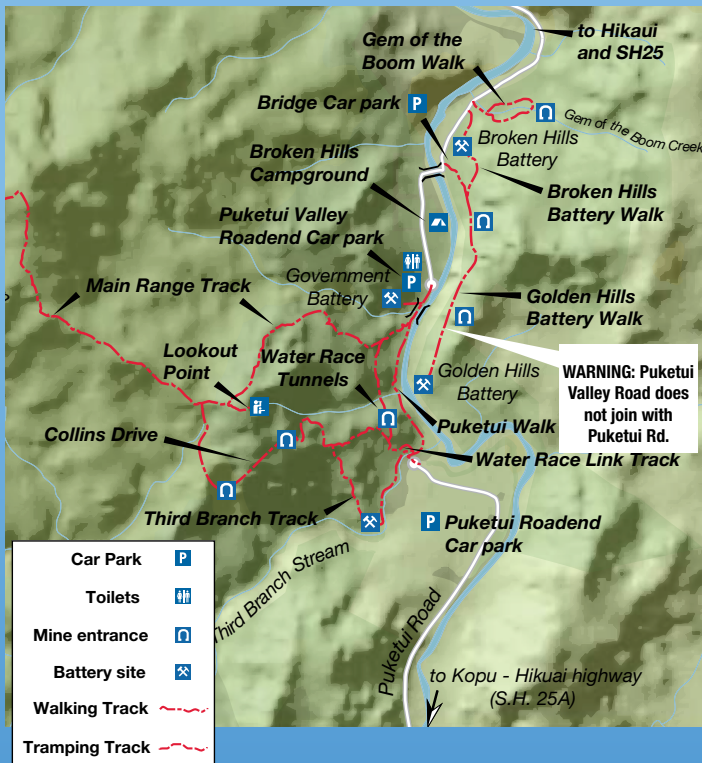 to Hikaui
and SH25
Gem of the
Boom Walk
Bridge Car park
P
Gem of the Boom Creek
Broken Hills
Battery
Broken Hills
Campground
Broken Hills
Battery Walk
Puketui Valley
Roadend Car park
P
Government
Battery
Main Range Track
Golden Hills
Battery Walk
Lookout
Point
Water Race
Tunnels
Golden Hills
Battery
WARNING: Puketui
Valley Road does
not join with
Puketui Rd.
Puketui Walk
Collins Drive
Water Race Link Track
Third Branch Track
P
Puketui Roadend
Car park
Third Branch Stream
Puketui Road
to Kopu - Hikuai highway
(S.H. 25A)
Car Park P
Toilets
Mine entrance
Battery site
Walking Track
Tramping Track